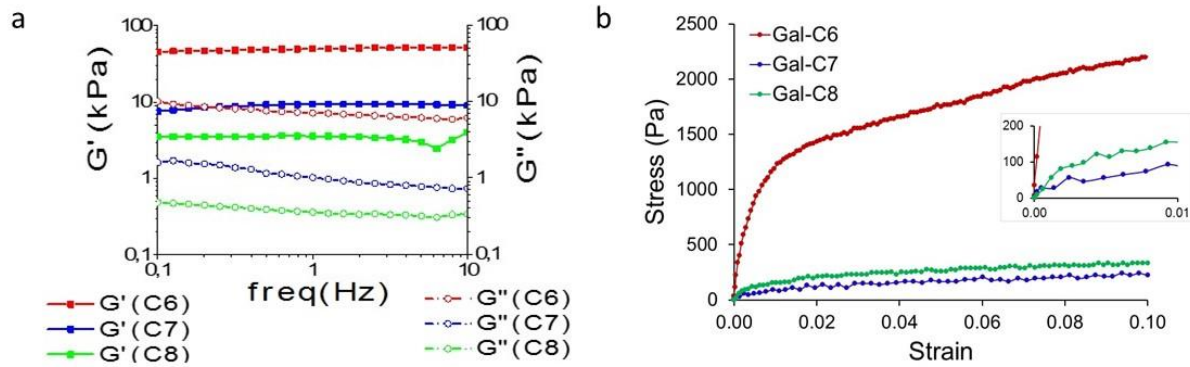 a
100
10
1
0,1
G' (kPa)
100
10
1
0,1
G'' (kPa)
0,1
1
10
freq(Hz)
G' (C6)
G' (C7)
G' (C8)
G'' (C6)
G'' (C7)
G'' (C8)
b
2500
2000
1500
1000
500
0
Stress (Pa)
Gal-C6
Gal-C7
Gal-C8
200
100
0
0.00
0.01
0.00
0.02
0.04
0.06
0.08
0.10
Strain